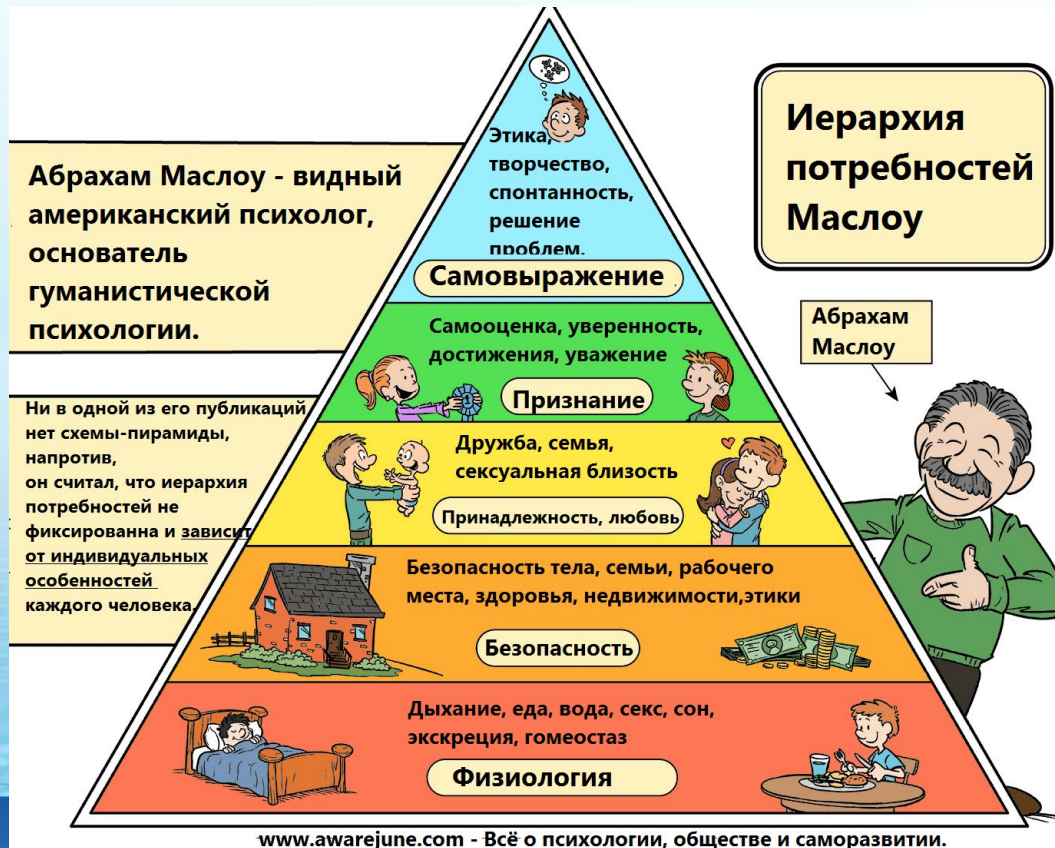 Иерархия
потребностей
Маслоу
Абрахам Маслоу - видный
американский психолог,
основатель
гуманистической
психологии.
Ни в одной из его публикаций
нет схемы-пирамиды,
напротив,
он считал, что иерархия
потребностей не
фиксированна и зависит
от индивидуальных
особенностей
каждого человека.
Этика,
творчество,
спонтанность,
решение
проблем.
Самовыражение
Самооценка, уверенность,
достижения, уважение
1
Признание
Дружба, семья,
сексуальная близость
Принадлежность, любовь
Безопасность тела, семьи, рабочего
места, здоровья, недвижимости,этики
Безопасность
Дыхание, еда, вода, секс, сон,
экскреция, гомеостаз
Физиология
Абрахам
Маслоу
www.awarejune.com - Всё о психологии, обществе и саморазвитии.